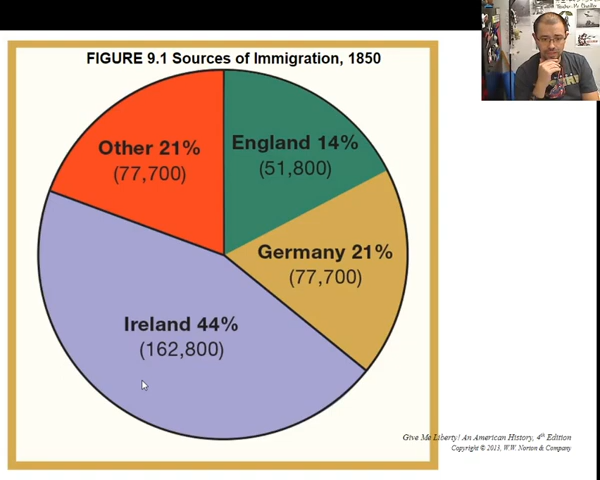 FIGURE 9.1 Sources of Immigration, 1850
Other 21%
(77,700)
England 14%
(51,800)
Germany 21%
(77,700)
Ireland 44%
(162,800)
Give Me Liberty! An American History, 4th Edition
Copyright © 2013, W.W. Norton & Company